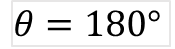 θ = 180°